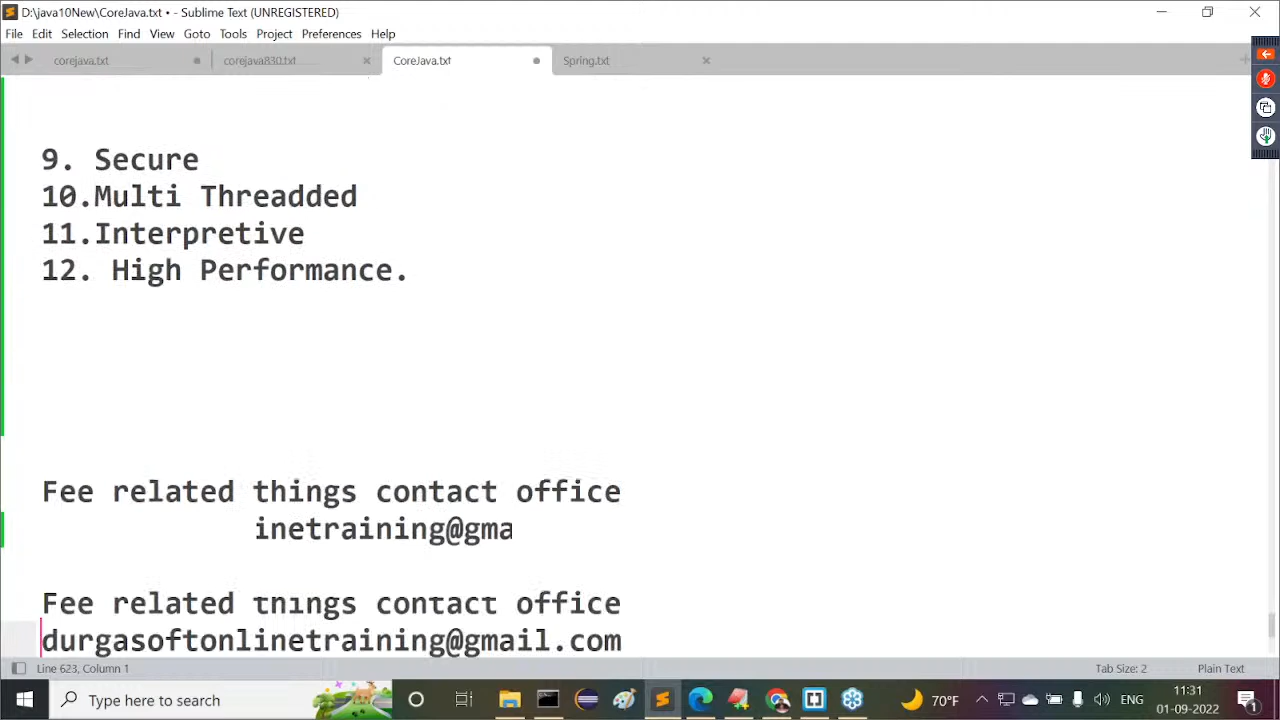 D:\java10New\CoreJava.txt • - Sublime Text (UNREGISTERED)
File Edit Selection Find View Goto Tools Project Preferences Help
corejava.txt corejava830.txt CoreJava.txt Spring.txt
9. Secure
10.Multi Threadded
11.Interpretive
12. High Performance.
Fee related things contact office
inetraining@gma
Fee related things contact office
durgasoftonlinetraining@gmail.com
Line 623, Column 1 Tab Size: 2 Plain Text
Type here to search 70°F ENG 11:31
01-09-2022 1